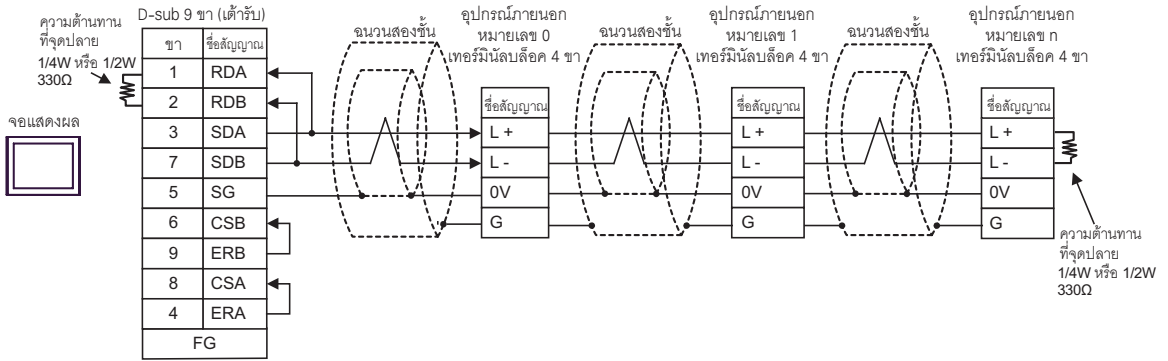 ความต้านทาน
ที่จุดปลาย
1/4W หรือ 1/2W
330Ω
จอแสดงผล
D-sub 9 ขา (เต้ารับ)
ขา ชื่อสัญญาณ
1 RDA
2 RDB
3 SDA
7 SDB
5 SG
6 CSB
9 ERB
8 CSA
4 ERA
FG
ฉนวนสองชั้น
อุปกรณ์ภายนอก
หมายเลข 0
เทอร์มินัลบล็อค 4 ขา
ชื่อสัญญาณ
L +
L -
0V
G
ฉนวนสองชั้น
อุปกรณ์ภายนอก
หมายเลข 1
เทอร์มินัลบล็อค 4 ขา
ชื่อสัญญาณ
L +
L -
0V
G
ฉนวนสองชั้น
อุปกรณ์ภายนอก
หมายเลข n
เทอร์มินัลบล็อค 4 ขา
ชื่อสัญญาณ
L +
L -
0V
G
ความต้านทาน
ที่จุดปลาย
1/4W หรือ 1/2W
330Ω